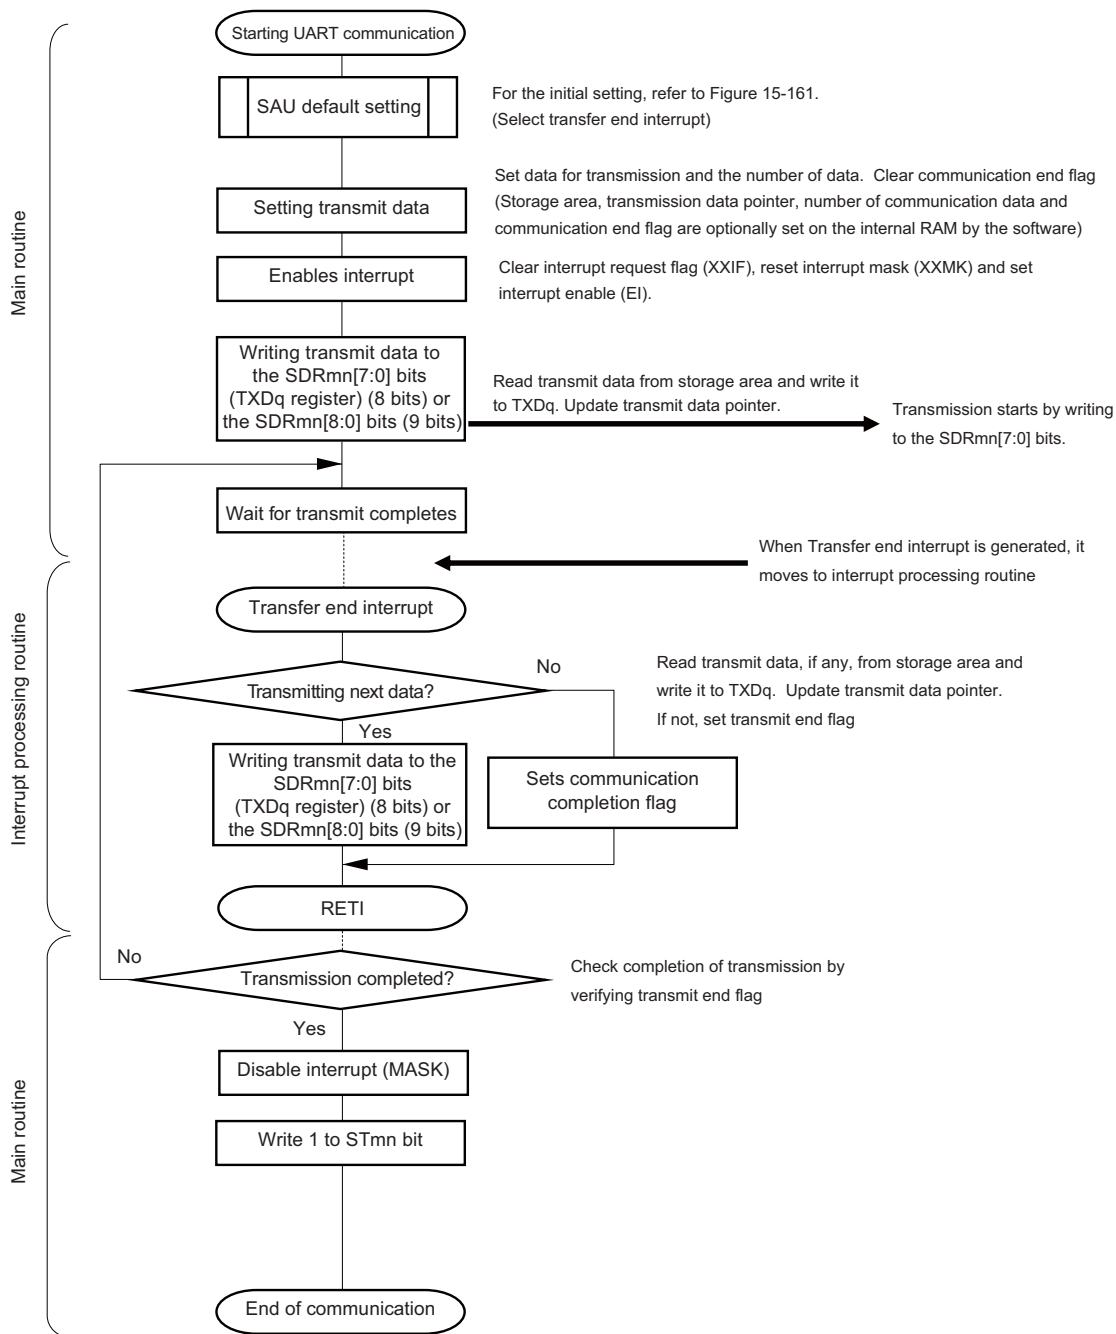 Starting UART communication
SAU default setting
For the initial setting, refer to Figure 15-161.
(Select transfer end interrupt)
Setting transmit data
Set data for transmission and the number of data. Clear communication end flag
(Storage area, transmission data pointer, number of communication data and
communication end flag are optionally set on the internal RAM by the software)
Main routine
Enables interrupt
Clear interrupt request flag (XXIF), reset interrupt mask (XXMK) and set
interrupt enable (EI).
Writing transmit data to
the SDRmn[7:0] bits
(TXDq register) (8 bits) or
the SDRmn[8:0] bits (9 bits)
Read transmit data from storage area and write it
to TXDq. Update transmit data pointer.
Transmission starts by writing
to the SDRmn[7:0] bits.
Wait for transmit completes
When Transfer end interrupt is generated, it
moves to interrupt processing routine
Interrupt processing routine
Transfer end interrupt
Transmitting next data?
No
Yes
Read transmit data, if any, from storage area and
write it to TXDq. Update transmit data pointer.
If not, set transmit end flag
Writing transmit data to the
SDRmn[7:0] bits
(TXDq register) (8 bits) or
the SDRmn[8:0] bits (9 bits)
Sets communication
completion flag
RETI
Main routine
No
Transmission completed?
Yes
Check completion of transmission by
verifying transmit end flag
Disable interrupt (MASK)
Write 1 to STmn bit
End of communication